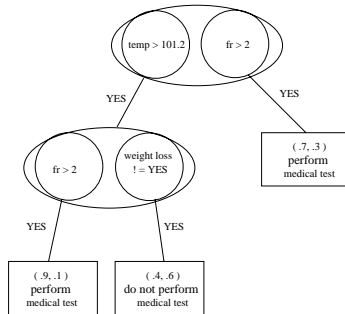 temp > 101.2
fr > 2
YES
YES
fr > 2
weight loss
! = YES
( .7, .3 )
perform
medical test
YES
YES
( .9, .1 )
perform
medical test
( .4, .6 )
do not perform
medical test